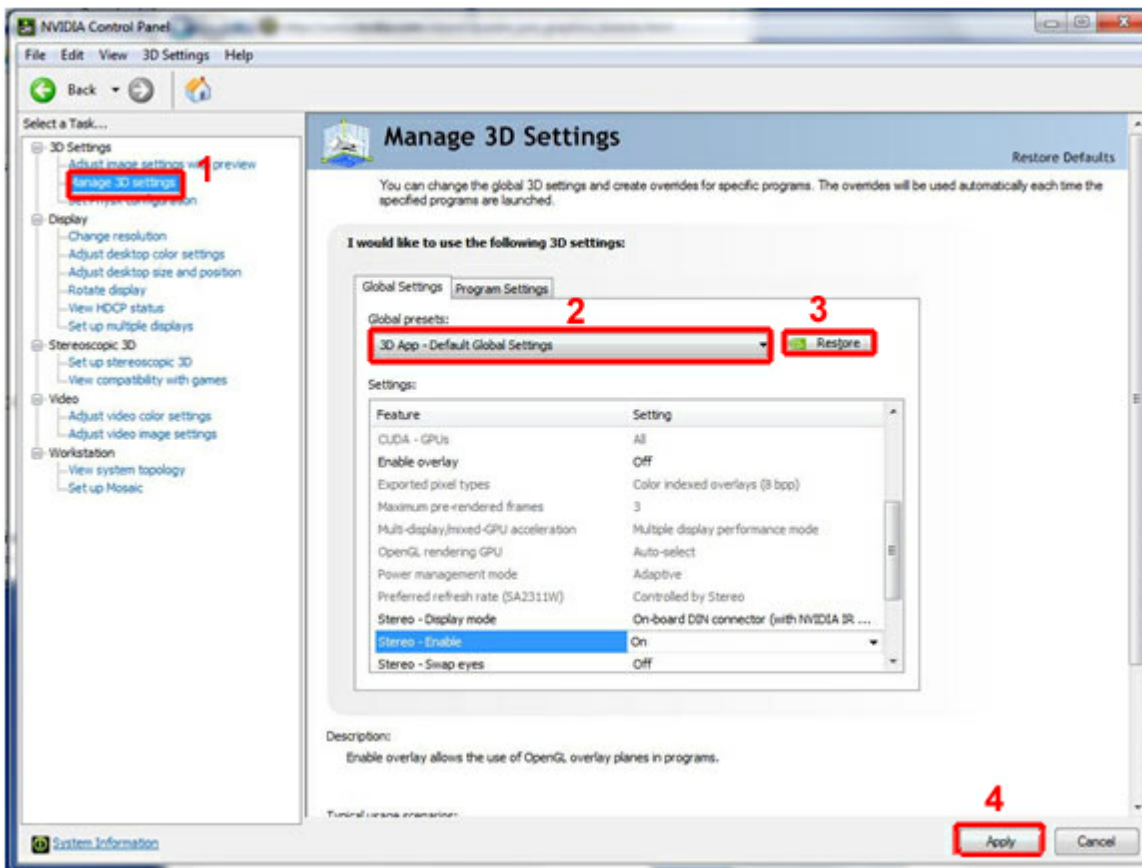 NVIDIA Control Panel
File Edit View 3D Settings Help
Back
Select a Task...
3D Settings
Adjust image settings with preview
1
Manage 3D settings
Set PhysX configuration
Display
Change resolution
Adjust desktop color settings
Adjust desktop size and position
Rotate display
View HDCP status
Set up multiple displays
Stereoscopic 3D
Set up stereoscopic 3D
View compatibility with games
Video
Adjust video color settings
Adjust video image settings
Workstation
View system topology
Set up Mosaic
System Information
Manage 3D Settings
Restore Defaults
You can change the global 3D settings and create overrides for specific programs. The overrides will be used automatically each time the
specified programs are launched.
I would like to use the following 3D settings:
Global Settings Program Settings
Global presets:
2
3
3D App - Default Global Settings
Restore
Settings:
Feature Setting
CUDA - GPUs All
Enable overlay Off
Exported pixel types Color indexed overlays (8 bpp)
Maximum pre-rendered frames 3
Multi-display/mixed-GPU acceleration Multiple display performance mode
OpenGL rendering GPU Auto-select
Power management mode Adaptive
Preferred refresh rate (SA2311W) Controlled by Stereo
Stereo - Display mode On-board DIN connector (with NVIDIA IR ...
Stereo - Enable On
Stereo - Swap eyes Off
Description:
Enable overlay allows the use of OpenGL overlay planes in programs.
Typical usage scenarios:
4
Apply Cancel